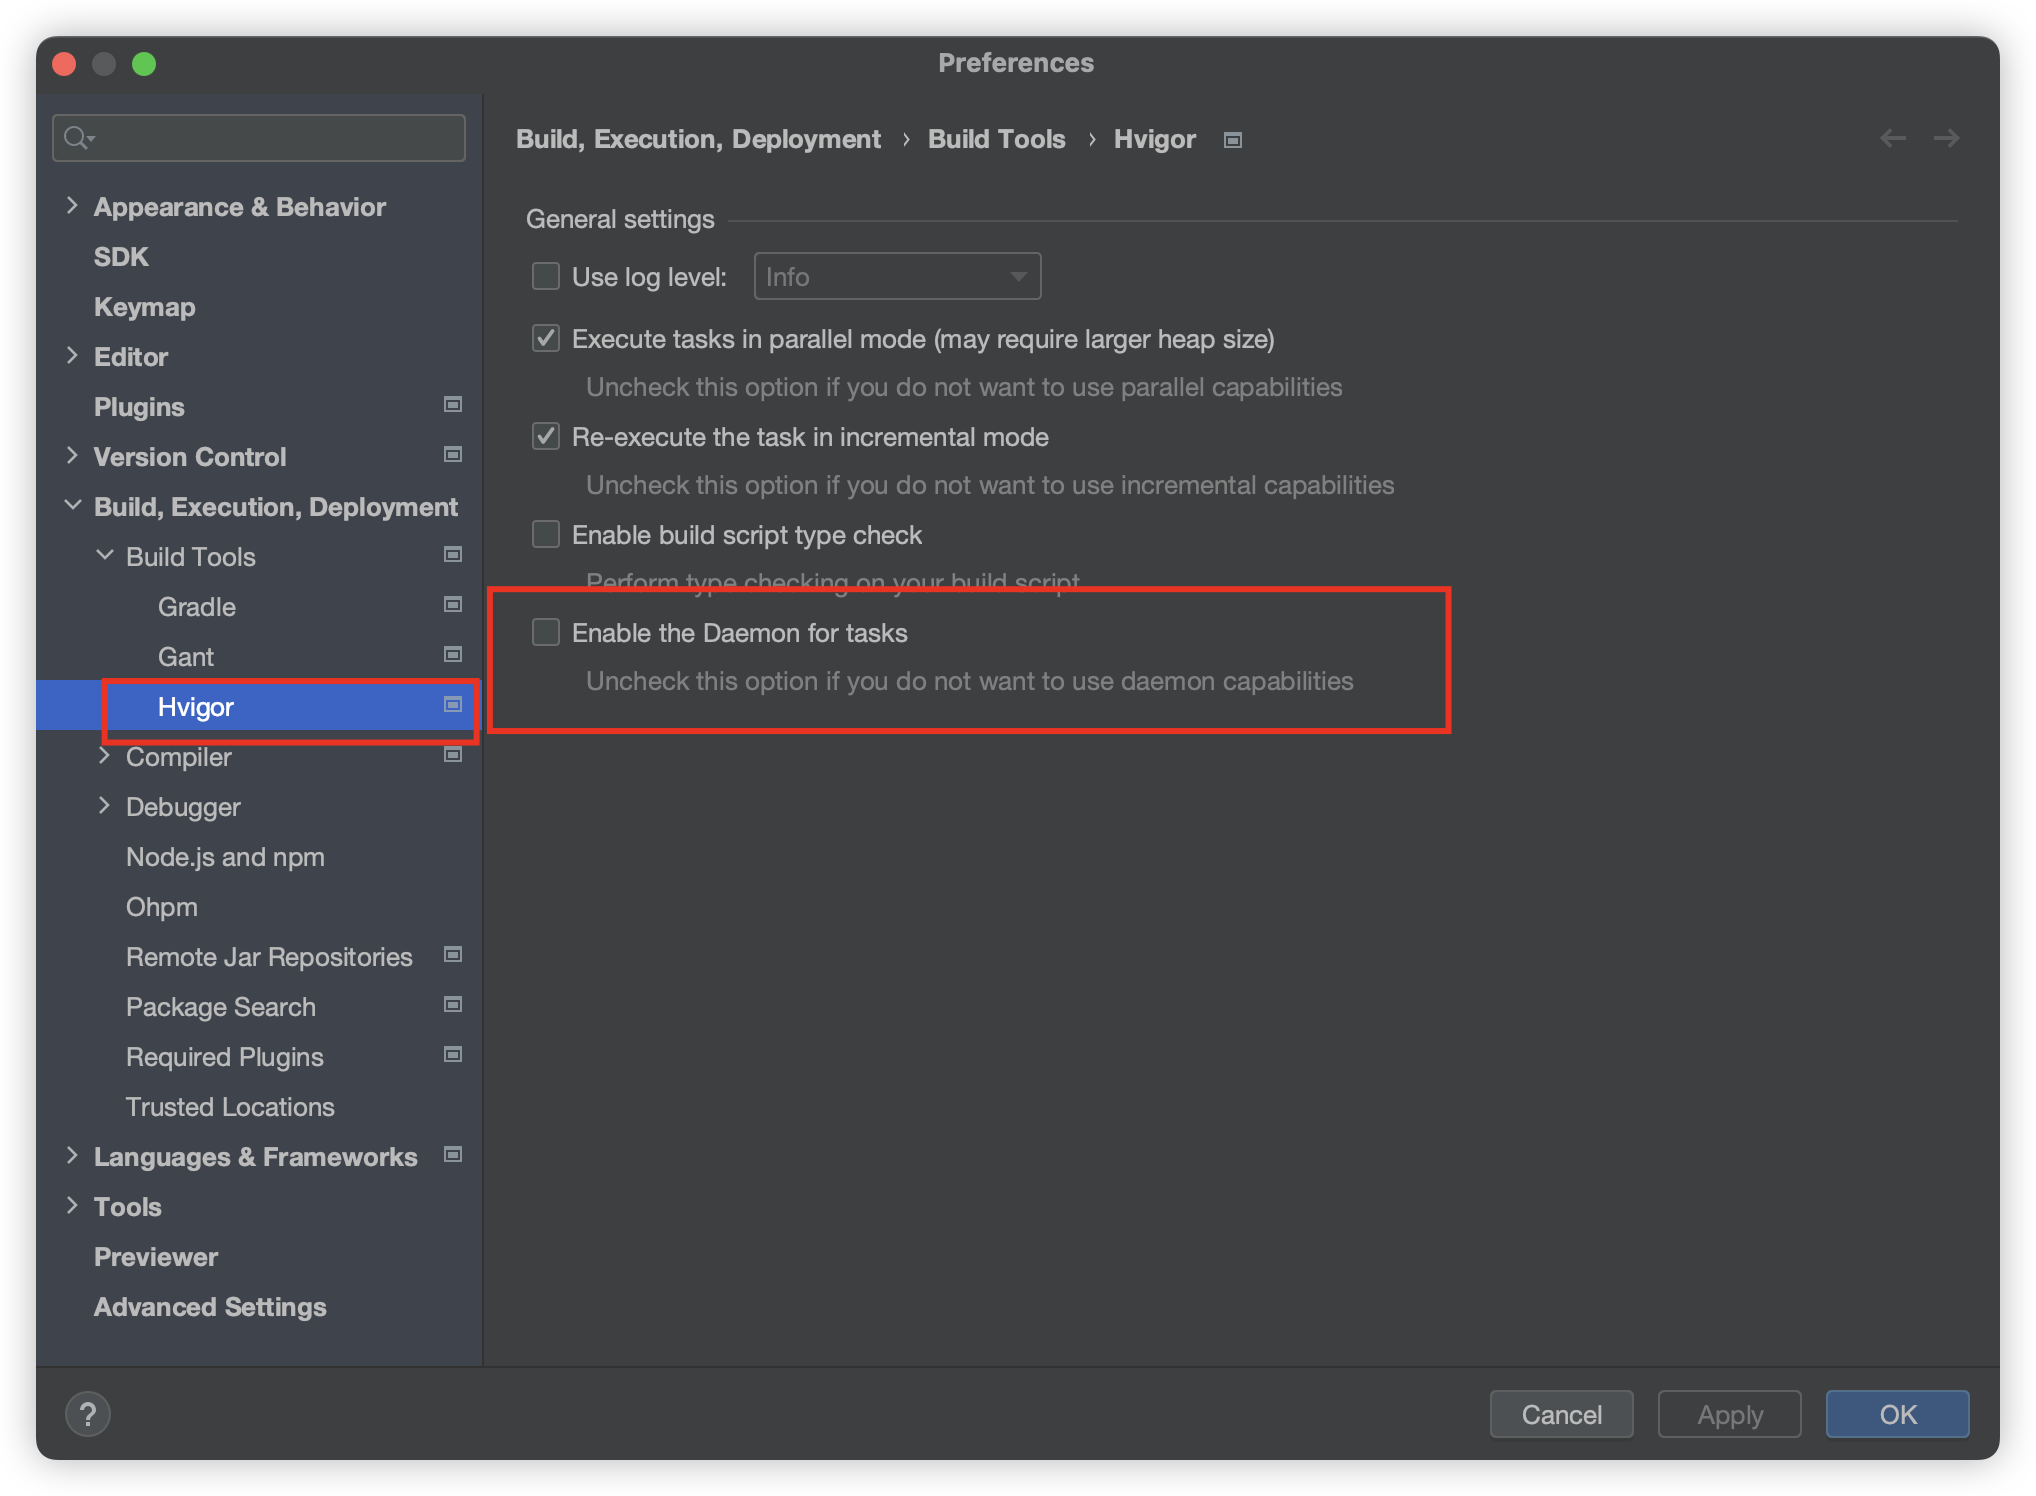 Preferences
Build, Execution, Deployment › Build Tools › Hvigor
Appearance & Behavior
SDK
Keymap
Editor
Plugins
Version Control
Build, Execution, Deployment
Build Tools
Gradle
Gant
Hvigor
Compiler
Debugger
Node.js and npm
Ohpm
Remote Jar Repositories
Package Search
Required Plugins
Trusted Locations
Languages & Frameworks
Tools
Previewer
Advanced Settings
General settings
Use log level: Info
Execute tasks in parallel mode (may require larger heap size)
Uncheck this option if you do not want to use parallel capabilities
Re-execute the task in incremental mode
Uncheck this option if you do not want to use incremental capabilities
Enable build script type check
Perform type checking on your build script
Enable the Daemon for tasks
Uncheck this option if you do not want to use daemon capabilities
?
Cancel
Apply
OK